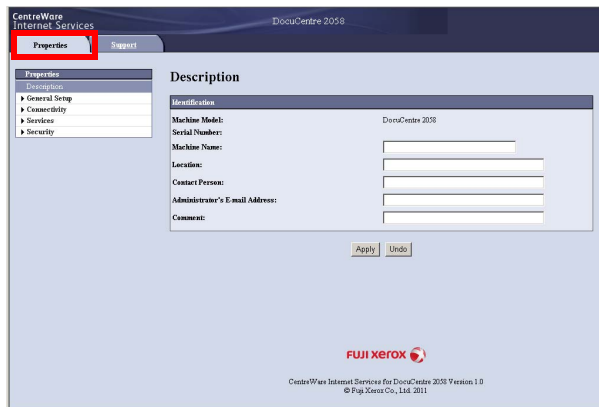 CentreWare
Internet Services
DocuCentre 2058
Properties
Support
Properties
Description
General Setup
Connectivity
Services
Security
Description
Identification
Machine Model: DocuCentre 2058
Serial Number:
Machine Name:
Location:
Contact Person:
Administrator's E-mail Address:
Comment:
Apply Undo
FUJI xerox
CentreWare Internet Services for DocuCentre 2058 Version 1.0
© Fuji Xerox Co., Ltd. 2011